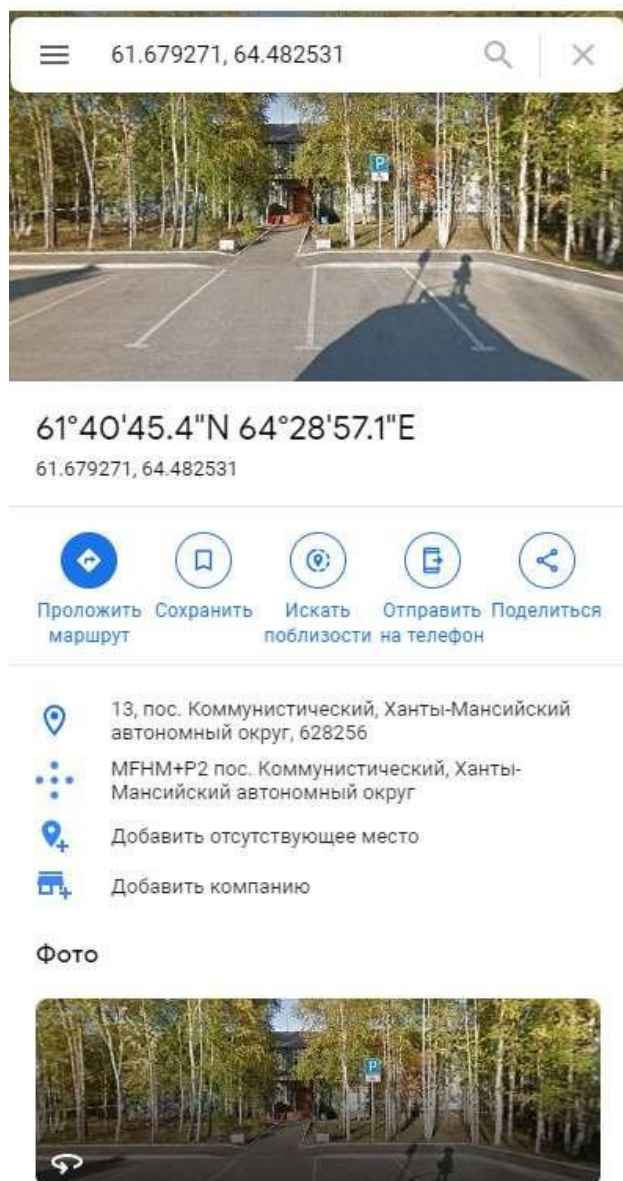 61.679271, 64.482531
P
61°40'45.4"N 64°28'57.1"E
61.679271, 64.482531
Проложить
маршрут
Сохранить
Искать
поблизости
Отправить
на телефон
Поделиться
13, пос. Коммунистический, Ханты-Мансийский
автономный округ, 628256
MFHM+P2 пос. Коммунистический, Ханты-
Мансийский автономный округ
Добавить отсутствующее место
Добавить компанию
Фото
P